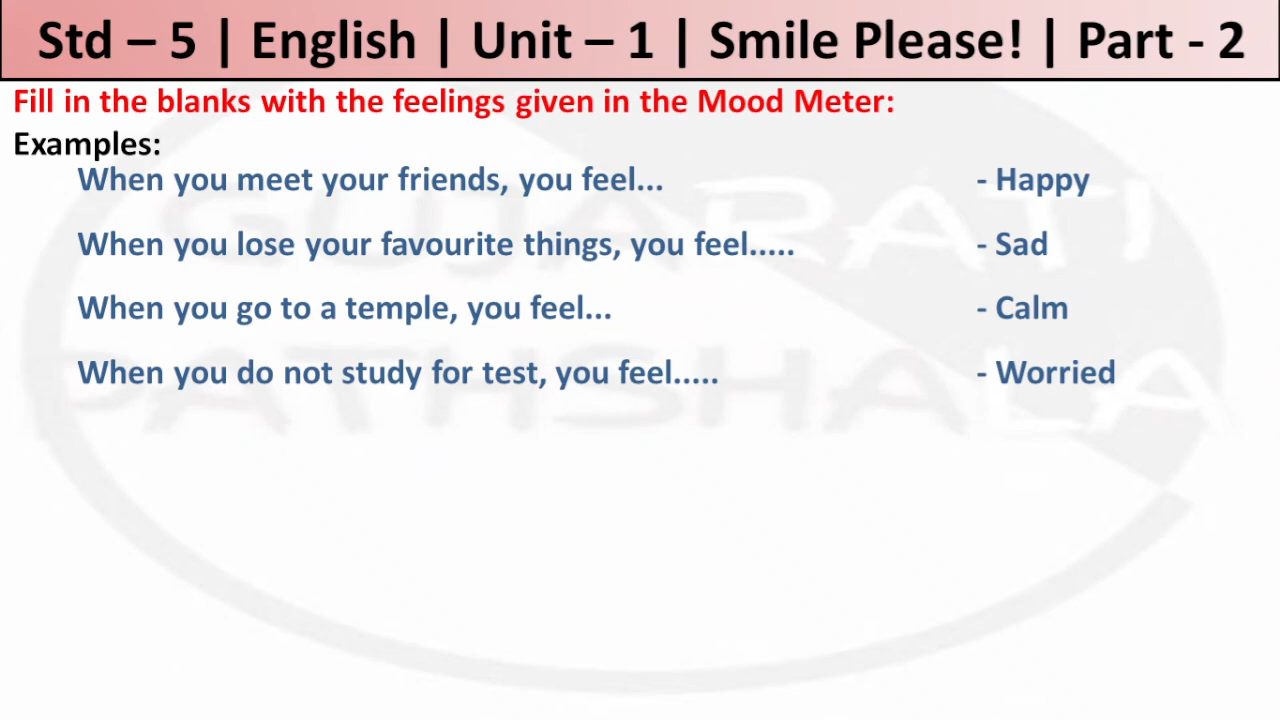 Std – 5 | English | Unit – 1 | Smile Please! | Part - 2
Fill in the blanks with the feelings given in the Mood Meter:
Examples:
When you meet your friends, you feel... - Happy
When you lose your favourite things, you feel..... - Sad
When you go to a temple, you feel... - Calm
When you do not study for test, you feel..... - Worried
GUJARATI
PATHSHALA